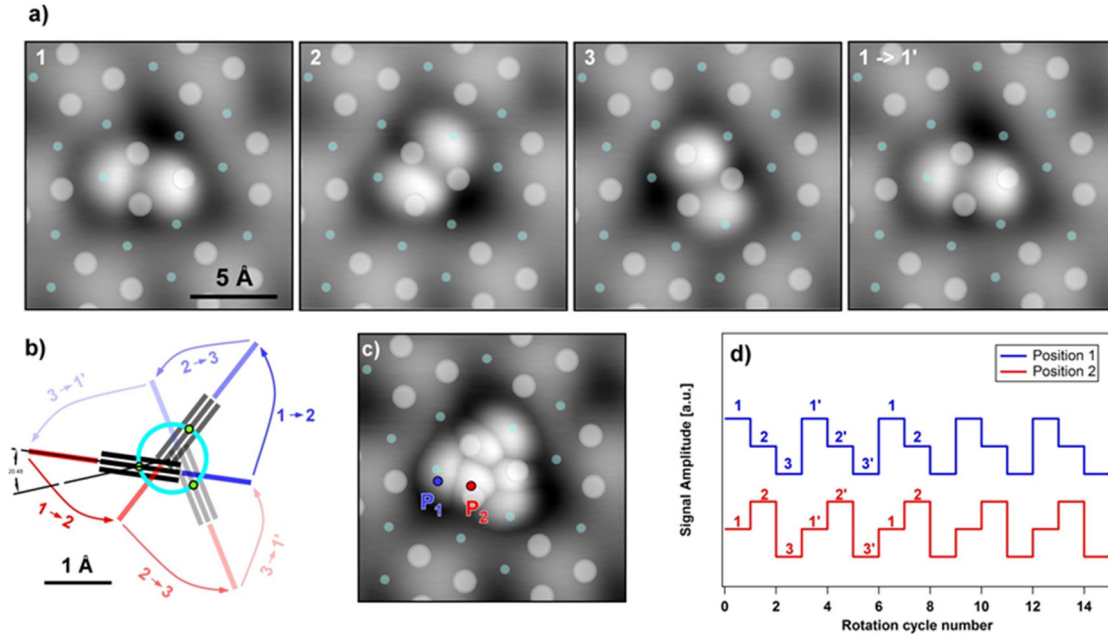 a)
1
2
3
1 -> 1'
5 Å
b)
2→3
3→1'
1→2
20.48
1→2
3→1'
2→3
1 Å
c)
P1
P2
d)
Position 1
Position 2
Signal Amplitude [a.u.]
1 1' 1
2 2' 2
3 3'
2 2' 2
1 1' 1
3 3'
0 2 4 6 8 10 12 14
Rotation cycle number